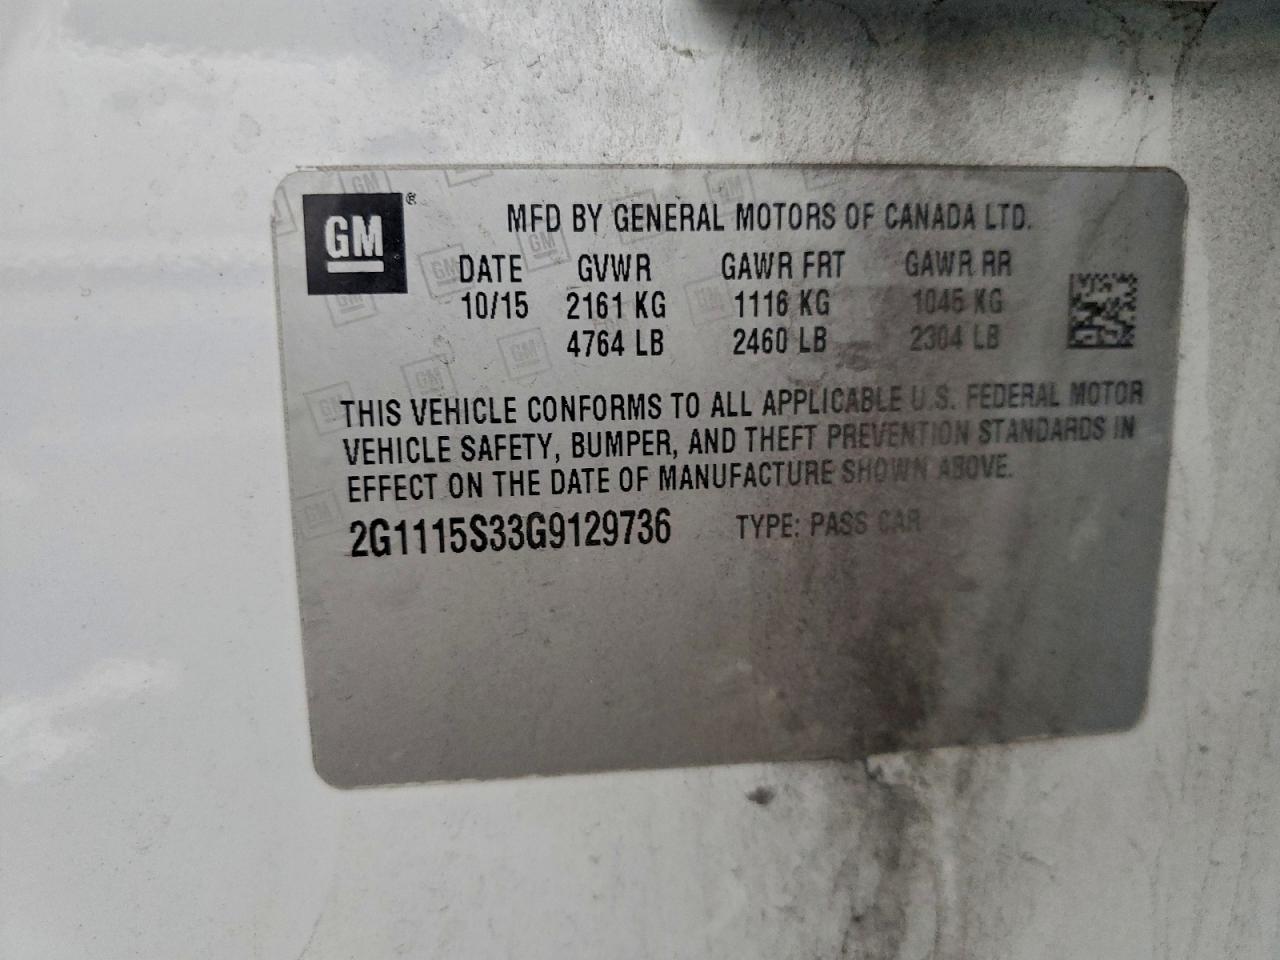 GM ®
MFD BY GENERAL MOTORS OF CANADA LTD.
DATE GVWR GAWR FRT GAWR RR
10/15 2161 KG 1116 KG 1045 KG
4764 LB 2460 LB 2304 LB
THIS VEHICLE CONFORMS TO ALL APPLICABLE U.S. FEDERAL MOTOR
VEHICLE SAFETY, BUMPER, AND THEFT PREVENTION STANDARDS IN
EFFECT ON THE DATE OF MANUFACTURE SHOWN ABOVE.
2G1115S33G9129736 TYPE: PASS CAR